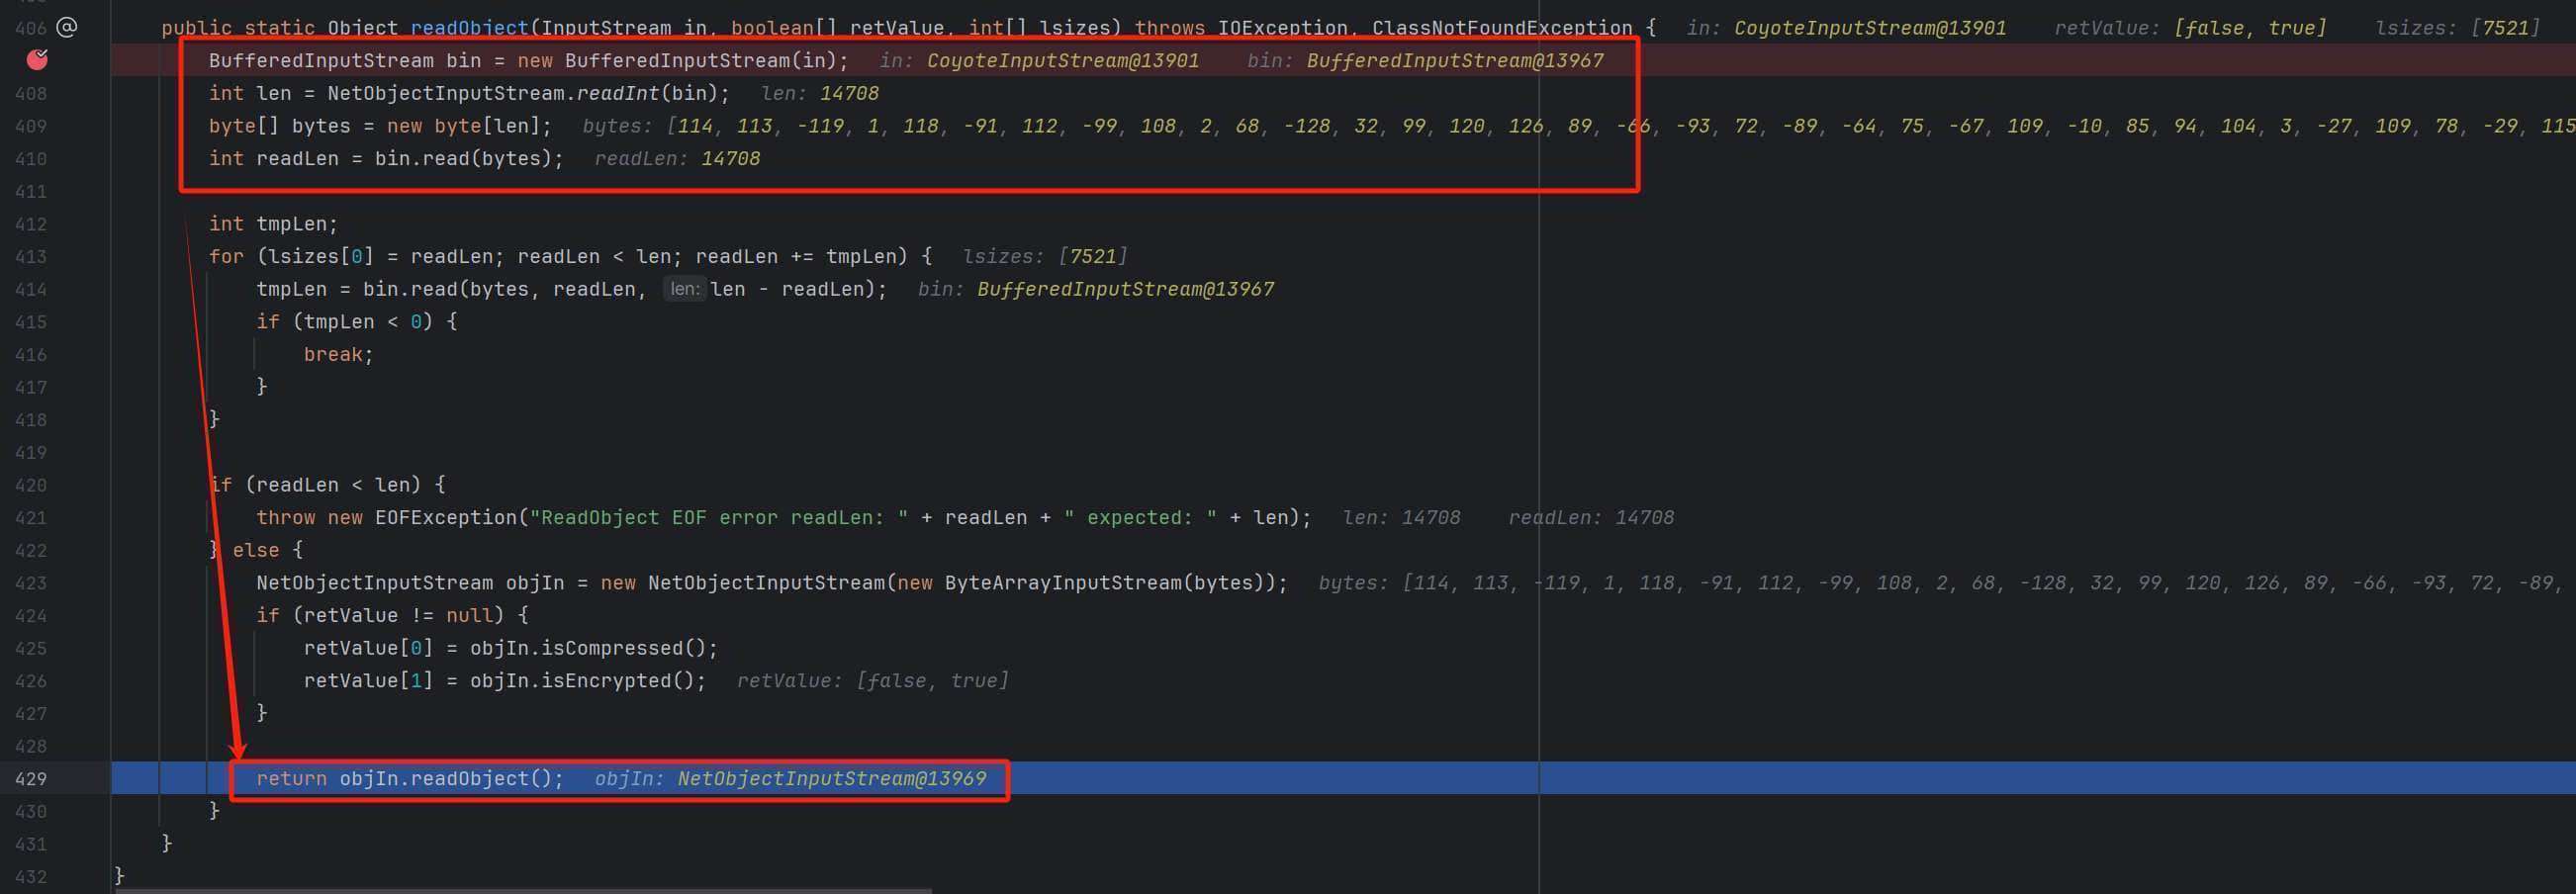 406 @ public static Object readObject(InputStream in, boolean[] retValue, int[] lsizes) throws IOException, ClassNotFoundException { in: CoyoteInputStream@13901 retValue: [false, true] lsizes: [7521]
BufferedInputStream bin = new BufferedInputStream(in); in: CoyoteInputStream@13901 bin: BufferedInputStream@13967
408 int len = NetObjectInputStream.readInt(bin); len: 14708
409 byte[] bytes = new byte[len]; bytes: [114, 113, -119, 1, 118, -91, 112, -99, 108, 2, 68, -128, 32, 99, 120, 126, 89, -66, -93, 72, -89, -64, 75, -67, 109, -10, 85, 94, 104, 3, -27, 109, 78, -29, 115
410 int readLen = bin.read(bytes); readLen: 14708
411
412 int tmpLen;
413 for (lsizes[0] = readLen; readLen < len; readLen += tmpLen) { lsizes: [7521]
414 tmpLen = bin.read(bytes, readLen, len: len - readLen); bin: BufferedInputStream@13967
415 if (tmpLen < 0) {
416 break;
417 }
418 }
419
420 if (readLen < len) {
421 throw new EOFException("ReadObject EOF error readLen: " + readLen + " expected: " + len); len: 14708 readLen: 14708
422 } else {
423 NetObjectInputStream objIn = new NetObjectInputStream(new ByteArrayInputStream(bytes)); bytes: [114, 113, -119, 1, 118, -91, 112, -99, 108, 2, 68, -128, 32, 99, 120, 126, 89, -66, -93, 72, -89,
424 if (retValue != null) {
425 retValue[0] = objIn.isCompressed();
426 retValue[1] = objIn.isEncrypted(); retValue: [false, true]
427 }
428
429 return objIn.readObject(); objIn: NetObjectInputStream@13969
430 }
431 }
432 }